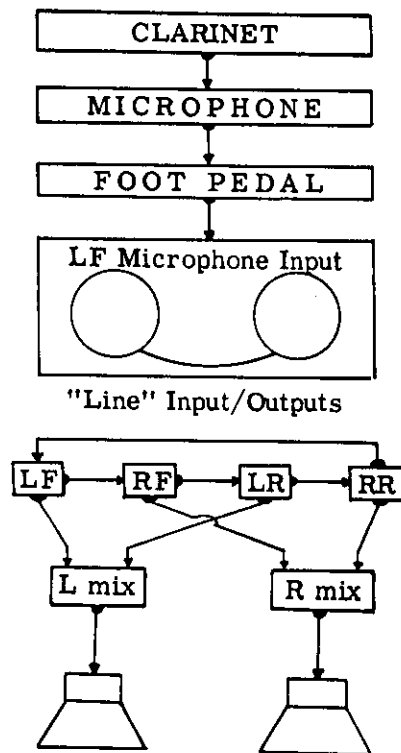 CLARINET
MICROPHONE
FOOT PEDAL
LF Microphone Input
"Line" Input/Outputs
LF RF LR RR
L mix R mix